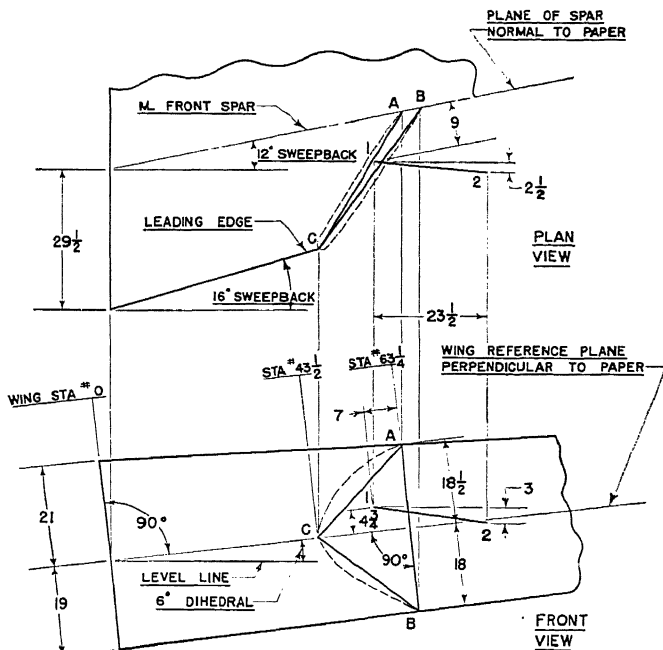 PLANE OF SPAR
NORMAL TO PAPER
A
B
M FRONT SPAR
9
12° SWEEPBACK
1
2
2 1/2
29 1/2
LEADING EDGE
C
PLAN
VIEW
16° SWEEPBACK
23 1/2
WING REFERENCE PLANE
PERPENDICULAR TO PAPER
STA # 43 1/2
STA # 63 1/4
WING STA # 0
7
A
21
18 1/2
3
1
90°
C
4 3/4
2
90°
LEVEL LINE
18
19
6° DIHEDRAL
B
FRONT
VIEW